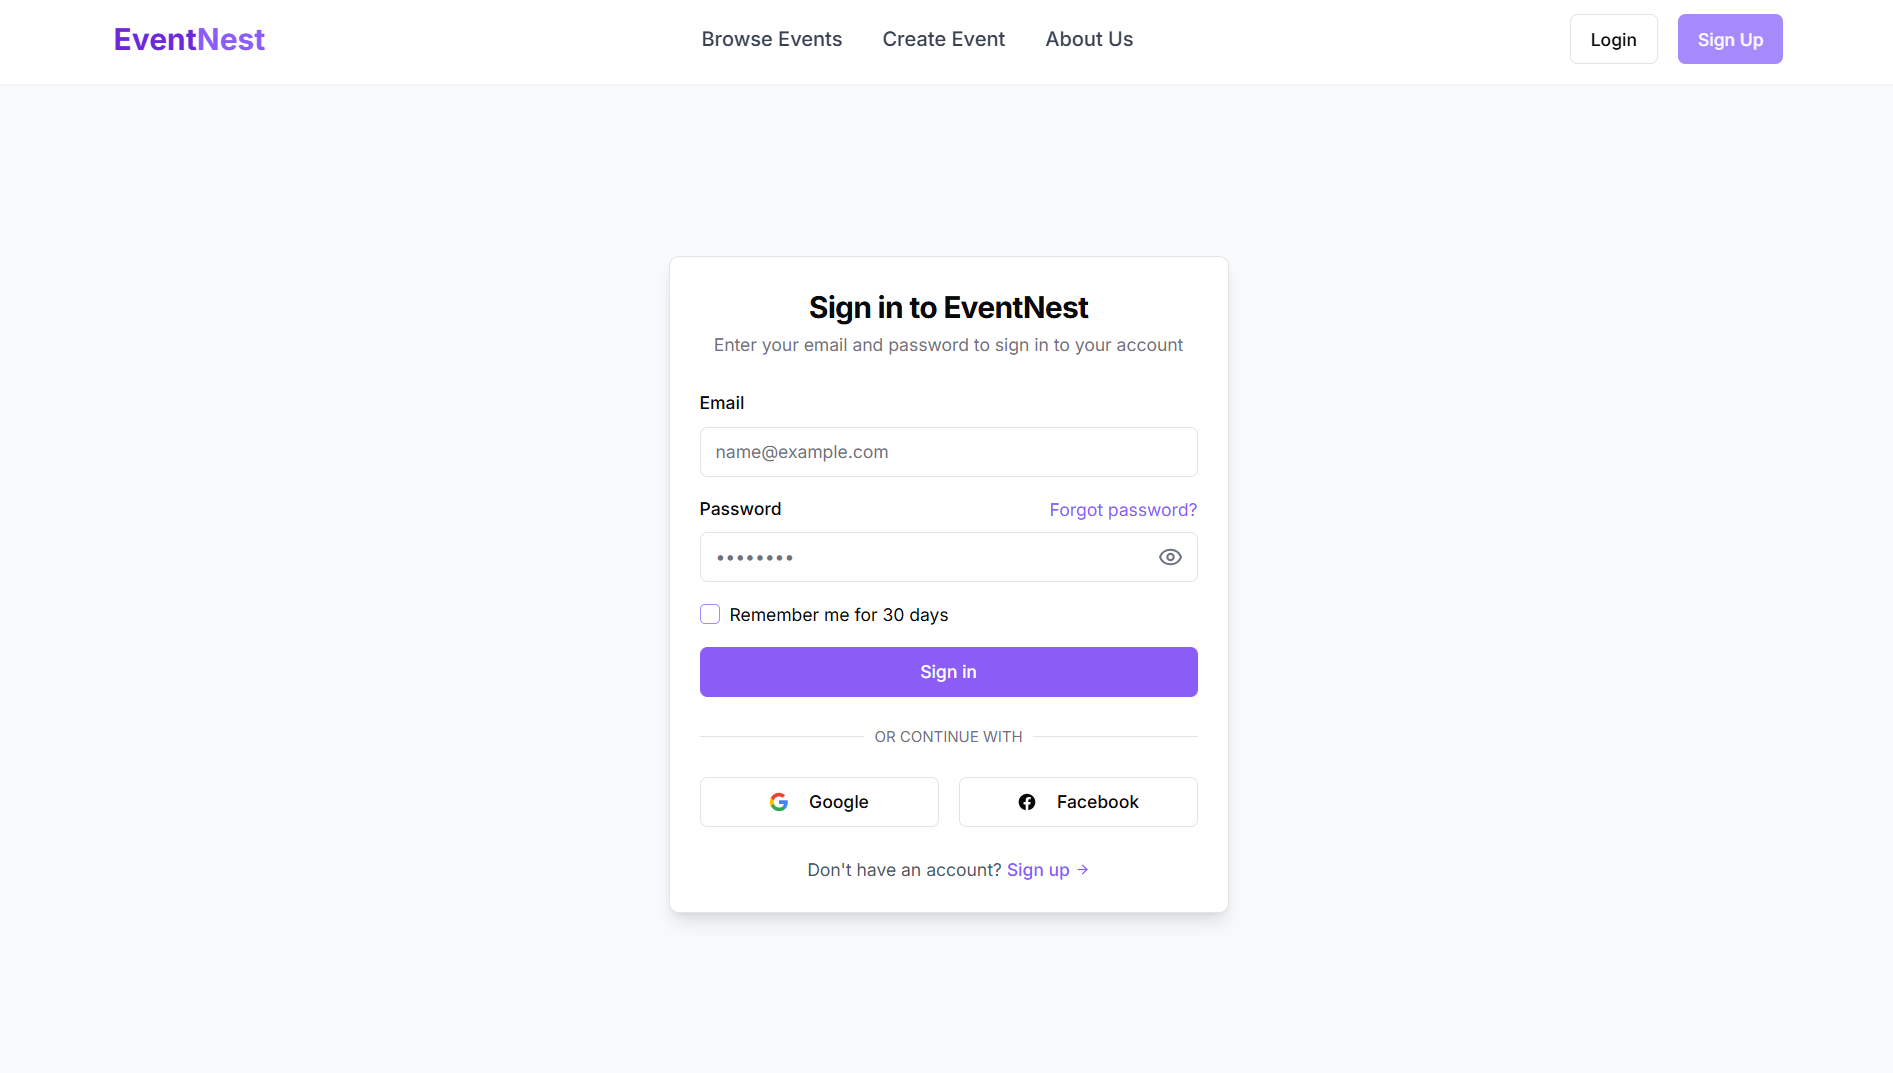 EventNest
Browse Events
Create Event
About Us
Login
Sign Up
Sign in to EventNest
Enter your email and password to sign in to your account
Email
name@example.com
Password
Forgot password?
••••••••
Remember me for 30 days
Sign in
OR CONTINUE WITH
Google
Facebook
Don't have an account? Sign up →